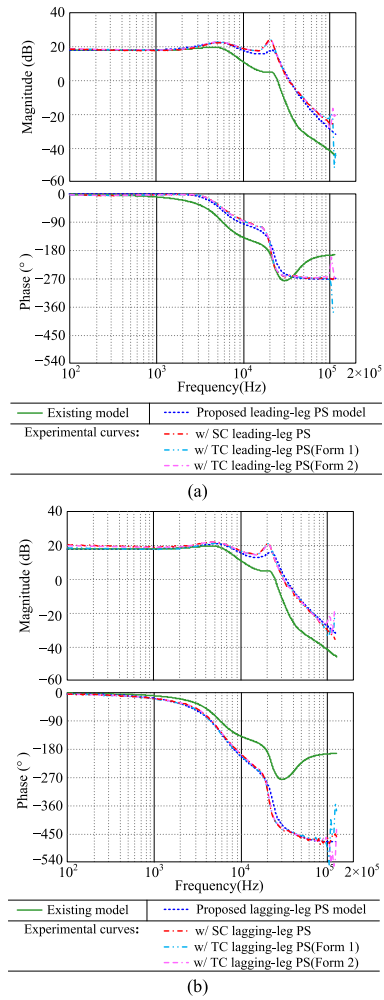 20
0
−20
−40
−60
Magnitude (dB)
0
−90
−180
−270
−360
−450
−540
Phase (°)
10² 10³ 10⁴ 10⁵ 2×10⁵
Frequency(Hz)
Existing model Proposed leading-leg PS model
Experimental curves: w/ SC leading-leg PS
w/ TC leading-leg PS(Form 1)
w/ TC leading-leg PS(Form 2)
(a)
40
20
0
−20
−40
−60
Magnitude (dB)
0
−90
−180
−270
−360
−450
−540
Phase (°)
10² 10³ 10⁴ 10⁵ 2×10⁵
Frequency(Hz)
Existing model Proposed lagging-leg PS model
Experimental curves: w/ SC lagging-leg PS
w/ TC lagging-leg PS(Form 1)
w/ TC lagging-leg PS(Form 2)
(b)